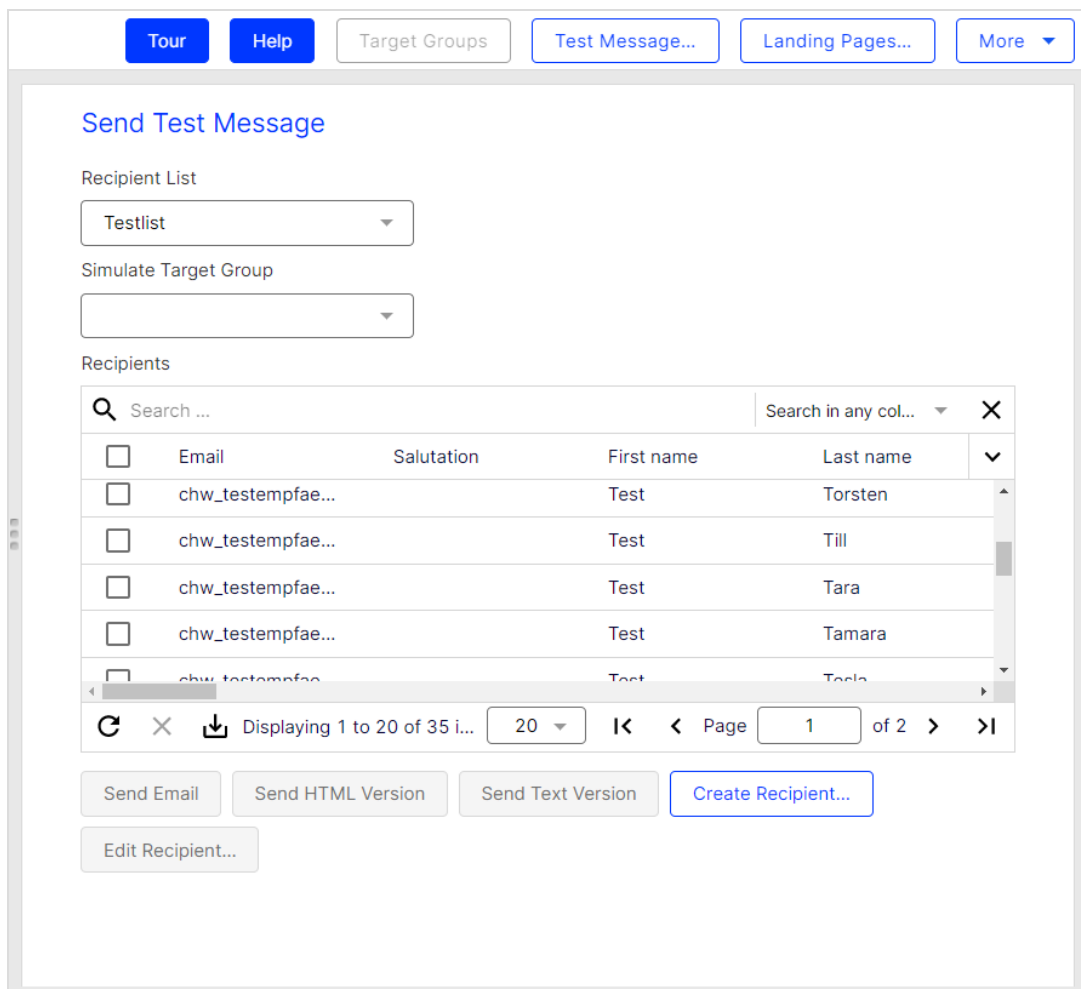 Tour Help Target Groups Test Message... Landing Pages... More
Send Test Message
Recipient List
Testlist
Simulate Target Group
Recipients
Search ... Search in any col...
Email Salutation First name Last name
chw_testempfae... Test Torsten
chw_testempfae... Test Till
chw_testempfae... Test Tara
chw_testempfae... Test Tamara
chw_testempfae... Test Tesla
Displaying 1 to 20 of 35 i... 20 Page 1 of 2
Send Email Send HTML Version Send Text Version Create Recipient...
Edit Recipient...